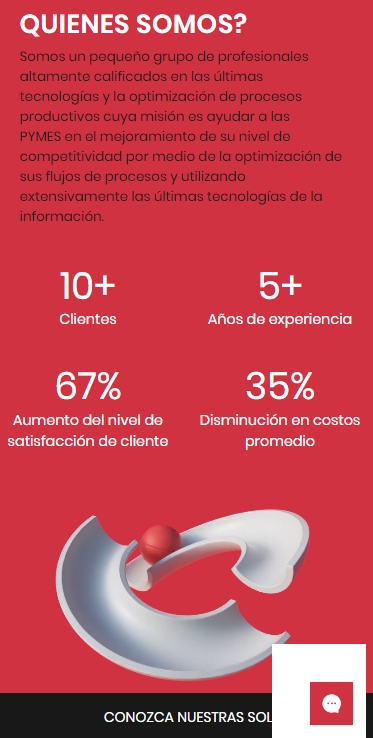 QUIENES SOMOS?
Somos un pequeño grupo de profesionales
altamente calificados en las últimas
tecnologías y la optimización de procesos
productivos cuya misión es ayudar a las
PYMES en el mejoramiento de su nivel de
competitividad por medio de la optimización de
sus flujos de procesos y utilizando
extensivamente las últimas tecnologías de la
información.
10+
Clientes
5+
Años de experiencia
67%
Aumento del nivel de
satisfacción de cliente
35%
Disminución en costos
promedio
CONOZCA NUESTRAS SOL